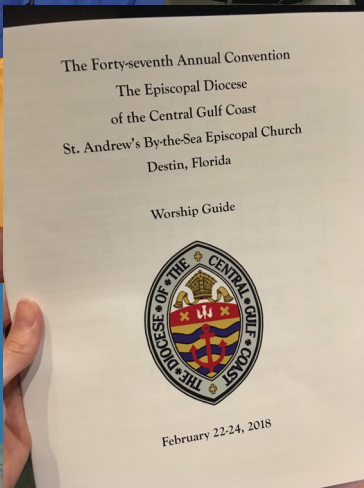 The Forty-seventh Annual Convention
The Episcopal Diocese
of the Central Gulf Coast
St. Andrew's By-the-Sea Episcopal Church
Destin, Florida
Worship Guide
THE DIOCESE OF THE CENTRAL GULF COAST
February 22-24, 2018